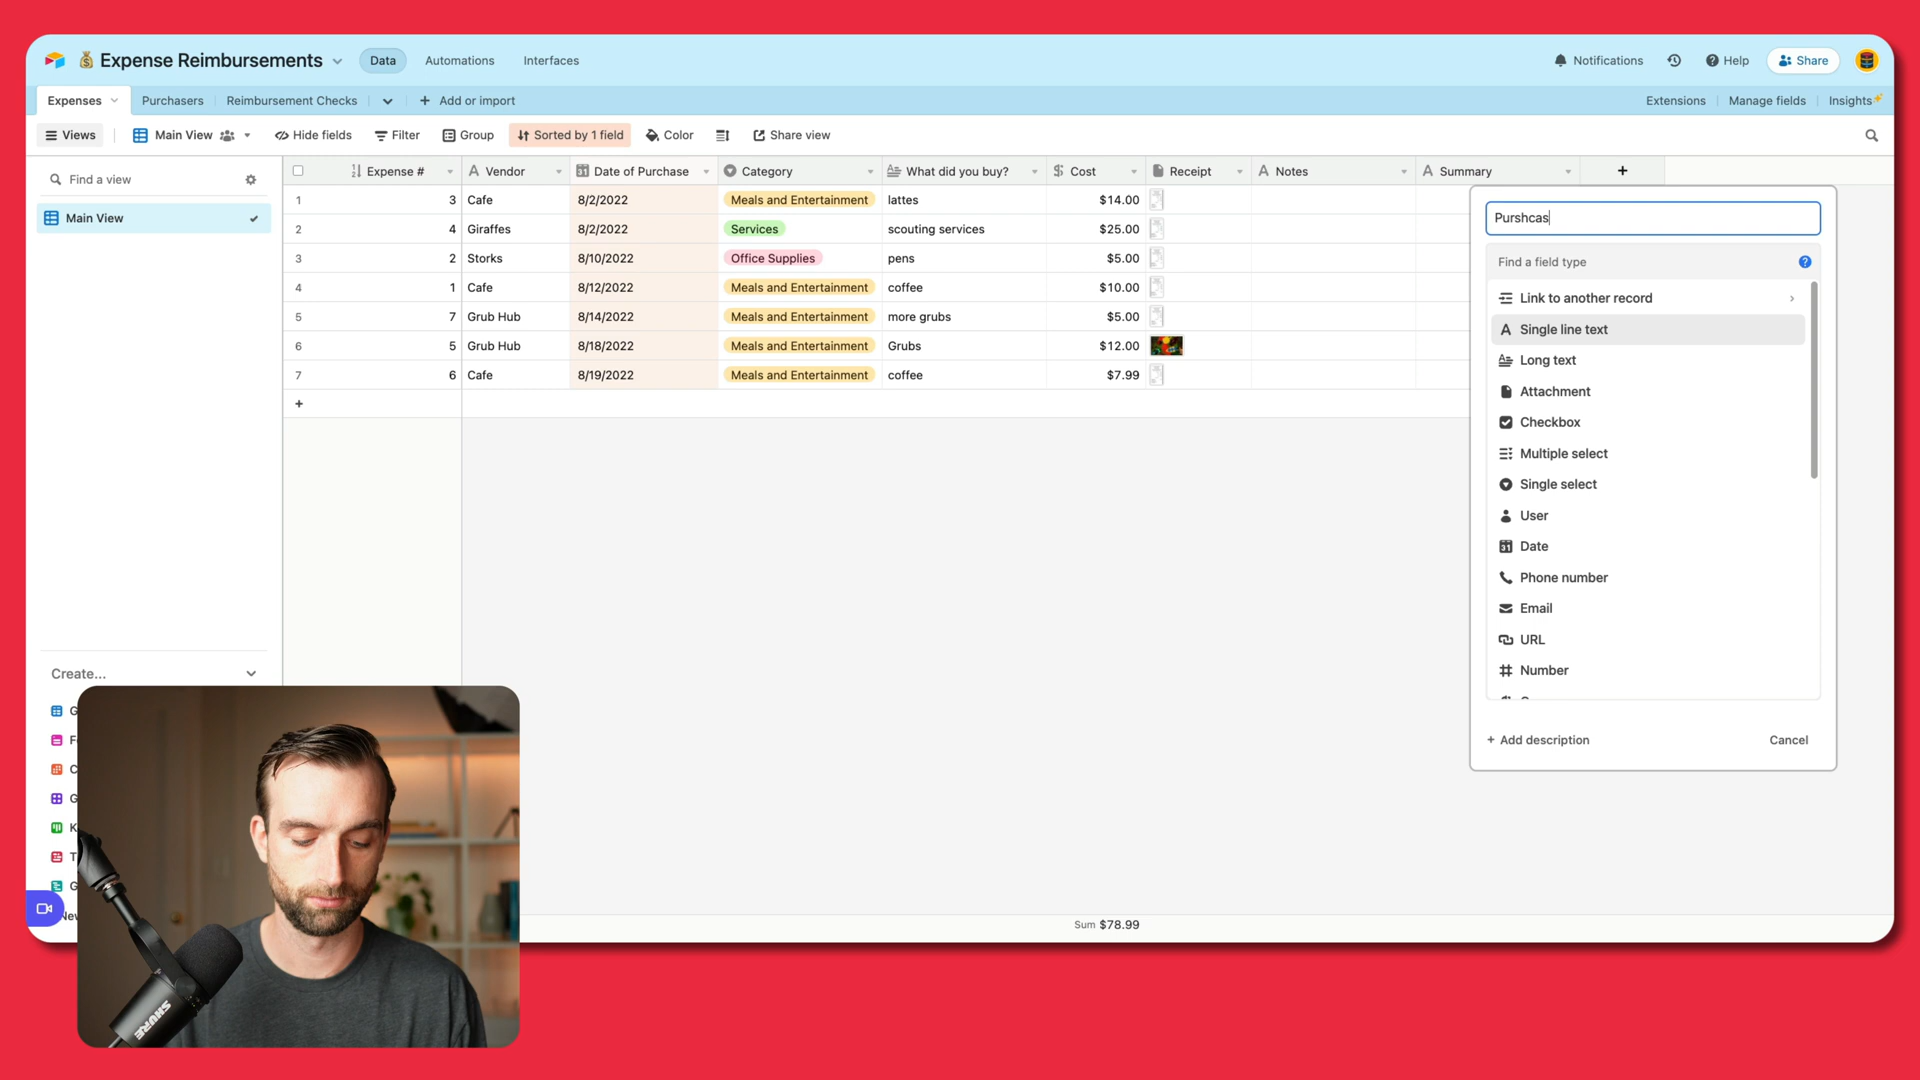 Expense Reimbursements
Data
Automations
Interfaces
Notifications
Help
Share
Expenses
Purchasers
Reimbursement Checks
Add or import
Extensions
Manage fields
Insights
Views
Main View
Hide fields
Filter
Group
Sorted by 1 field
Color
Share view
Find a view
Main View
Create...
Expense # Vendor Date of Purchase Category What did you buy? Cost Receipt Notes Summary
1 3 Cafe 8/2/2022 Meals and Entertainment lattes $14.00
2 4 Giraffes 8/2/2022 Services scouting services $25.00
3 2 Storks 8/10/2022 Office Supplies pens $5.00
4 1 Cafe 8/12/2022 Meals and Entertainment coffee $10.00
5 7 Grub Hub 8/14/2022 Meals and Entertainment more grubs $5.00
6 5 Grub Hub 8/18/2022 Meals and Entertainment Grubs $12.00
7 6 Cafe 8/19/2022 Meals and Entertainment coffee $7.99
+
Sum $78.99
Purshcas
Find a field type
Link to another record
Single line text
Long text
Attachment
Checkbox
Multiple select
Single select
User
Date
Phone number
Email
URL
Number
+ Add description
Cancel
SHURE